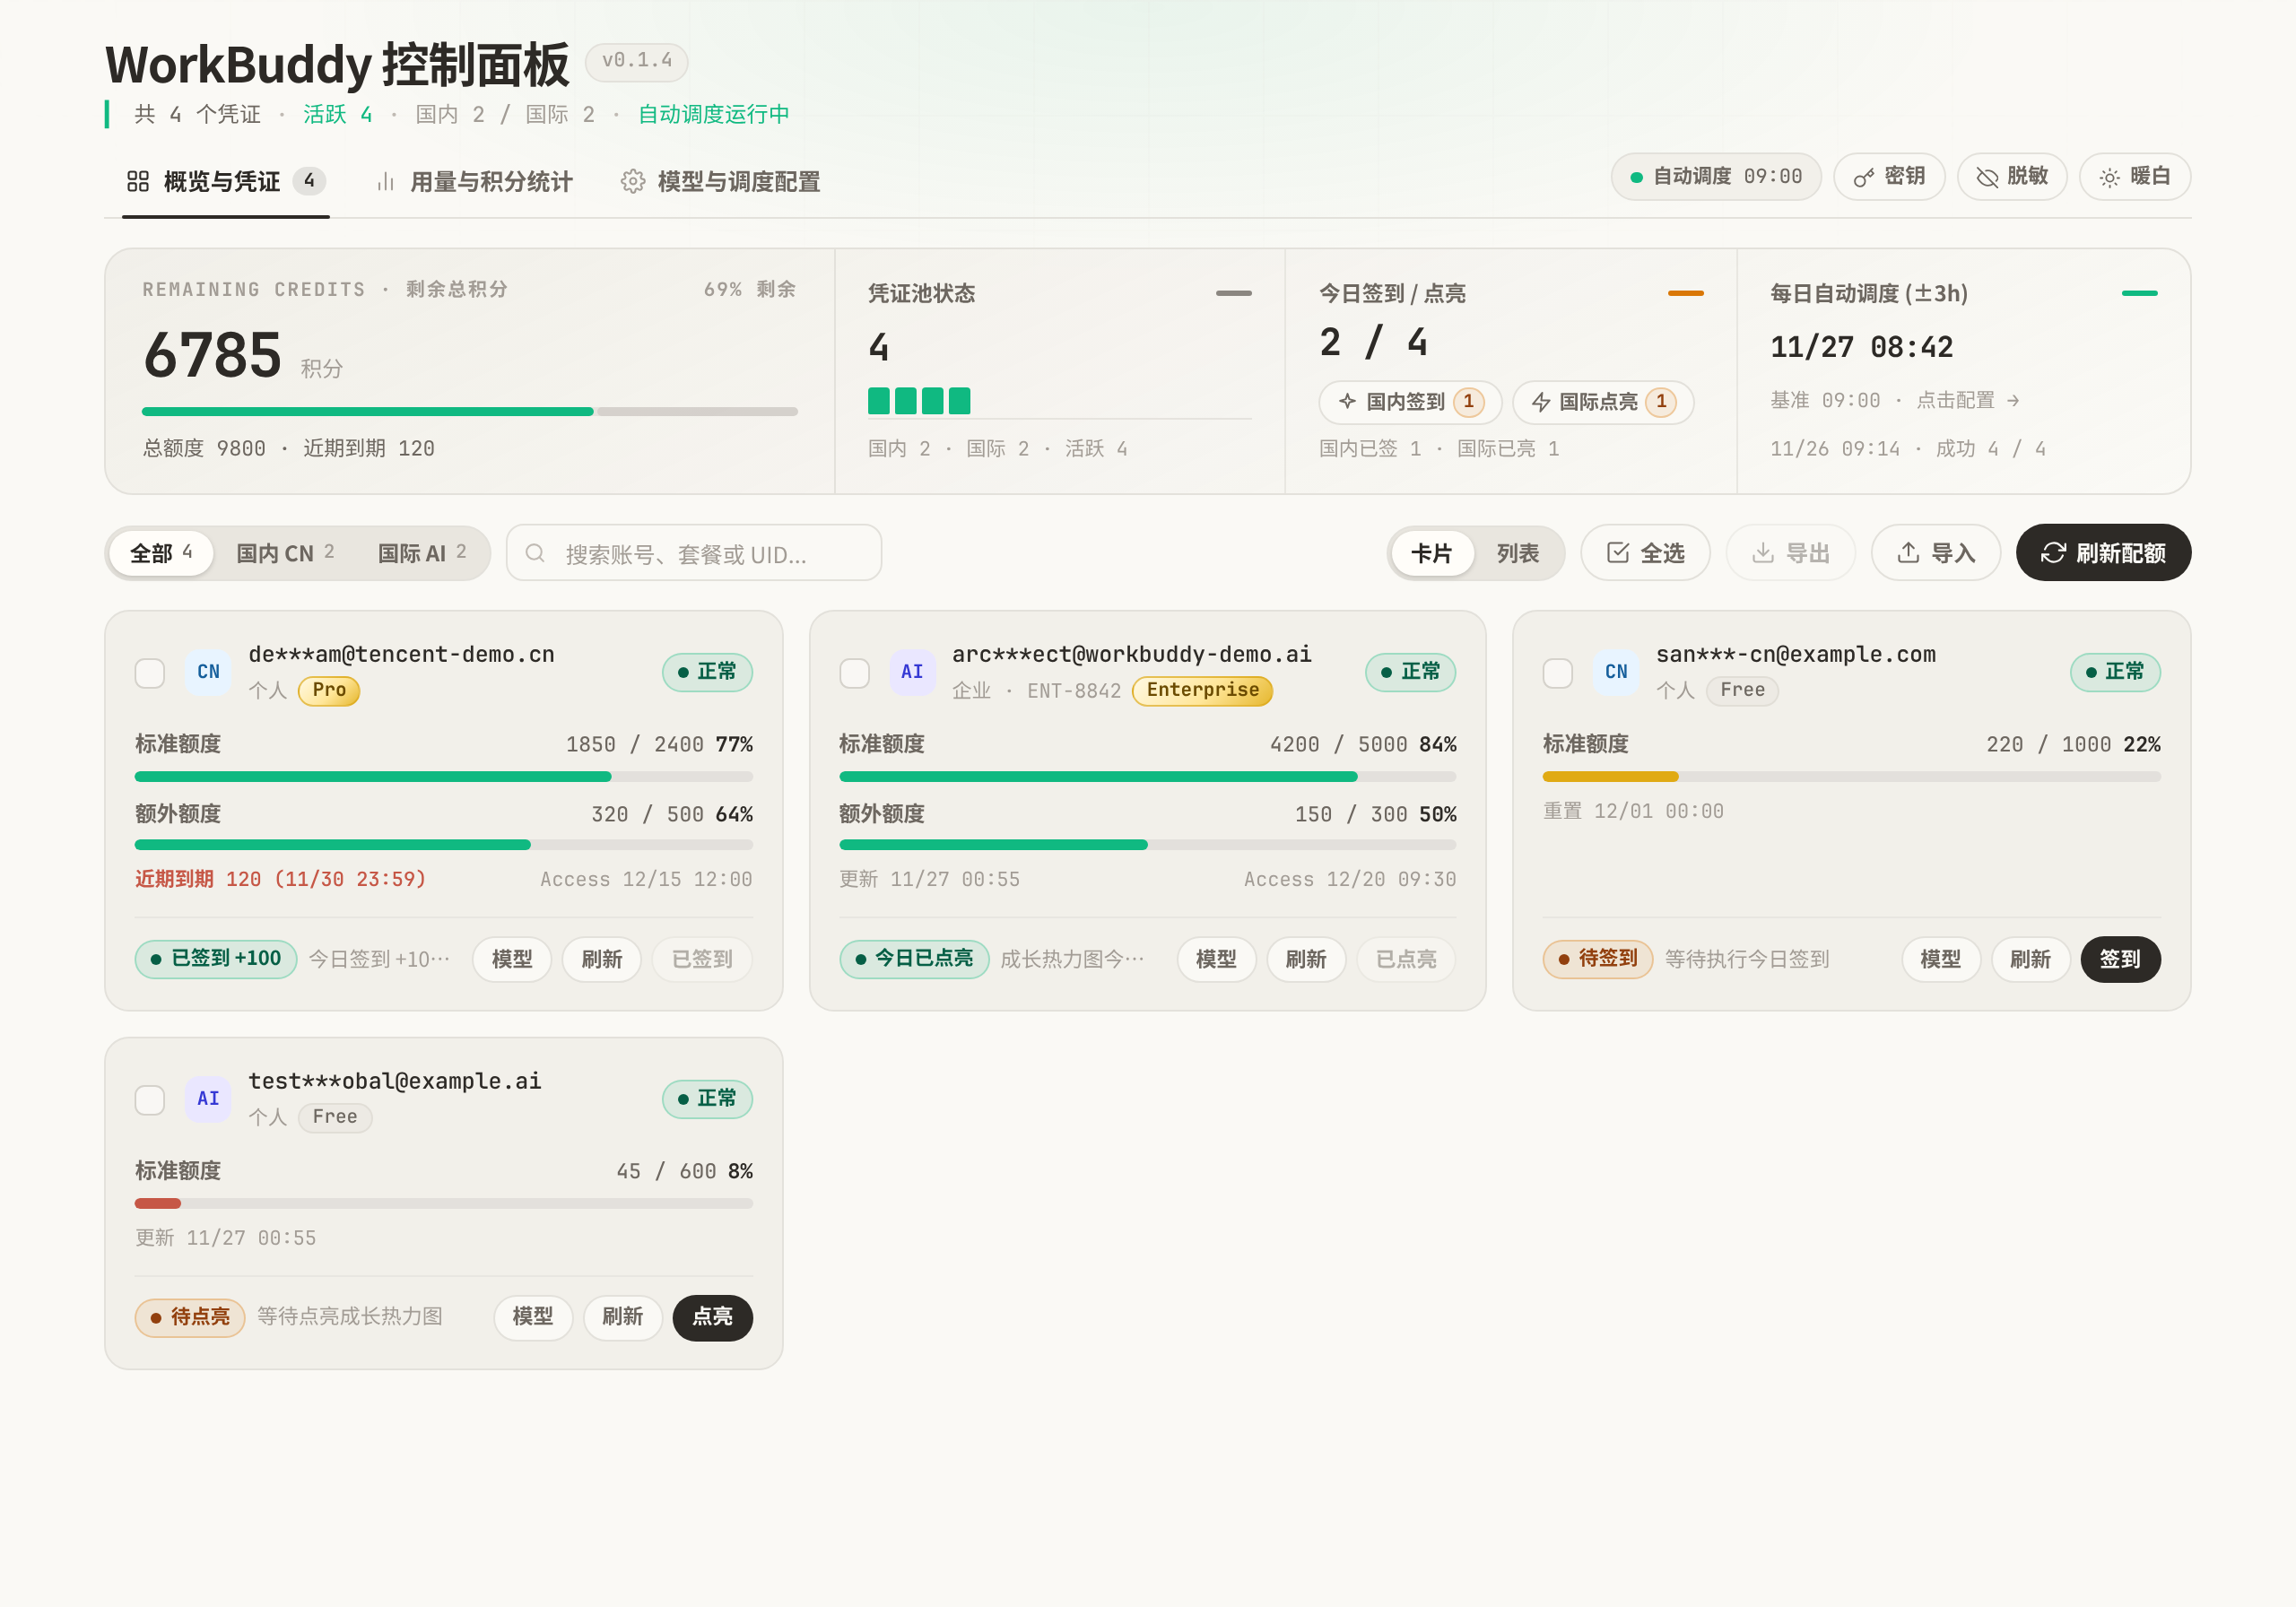 WorkBuddy 控制面板 v0.1.4
共 4 个凭证 · 活跃 4 · 国内 2 / 国际 2 · 自动调度运行中
概览与凭证 4 用量与积分统计 模型与调度配置 自动调度 09:00 密钥 脱敏 暖白
REMAINING CREDITS · 剩余总积分 69% 剩余
6785 积分
总额度 9800 · 近期到期 120
凭证池状态
4
国内 2 · 国际 2 · 活跃 4
今日签到 / 点亮
2 / 4
国内签到 1 国际点亮 1
国内已签 1 · 国际已亮 1
每日自动调度 (±3h)
11/27 08:42
基准 09:00 · 点击配置 →
11/26 09:14 · 成功 4 / 4
全部 4 国内 CN 2 国际 AI 2 搜索账号、套餐或 UID... 卡片 列表 全选 导出 导入 刷新配额
CN de***am@tencent-demo.cn 正常
个人 Pro
标准额度 1850 / 2400 77%
额外额度 320 / 500 64%
近期到期 120 (11/30 23:59) Access 12/15 12:00
已签到 +100 今日签到 +10… 模型 刷新 已签到
AI arc***ect@workbuddy-demo.ai 正常
企业 · ENT-8842 Enterprise
标准额度 4200 / 5000 84%
额外额度 150 / 300 50%
更新 11/27 00:55 Access 12/20 09:30
今日已点亮 成长热力图今… 模型 刷新 已点亮
CN san***-cn@example.com 正常
个人 Free
标准额度 220 / 1000 22%
重置 12/01 00:00
待签到 等待执行今日签到 模型 刷新 签到
AI test***obal@example.ai 正常
个人 Free
标准额度 45 / 600 8%
更新 11/27 00:55
待点亮 等待点亮成长热力图 模型 刷新 点亮